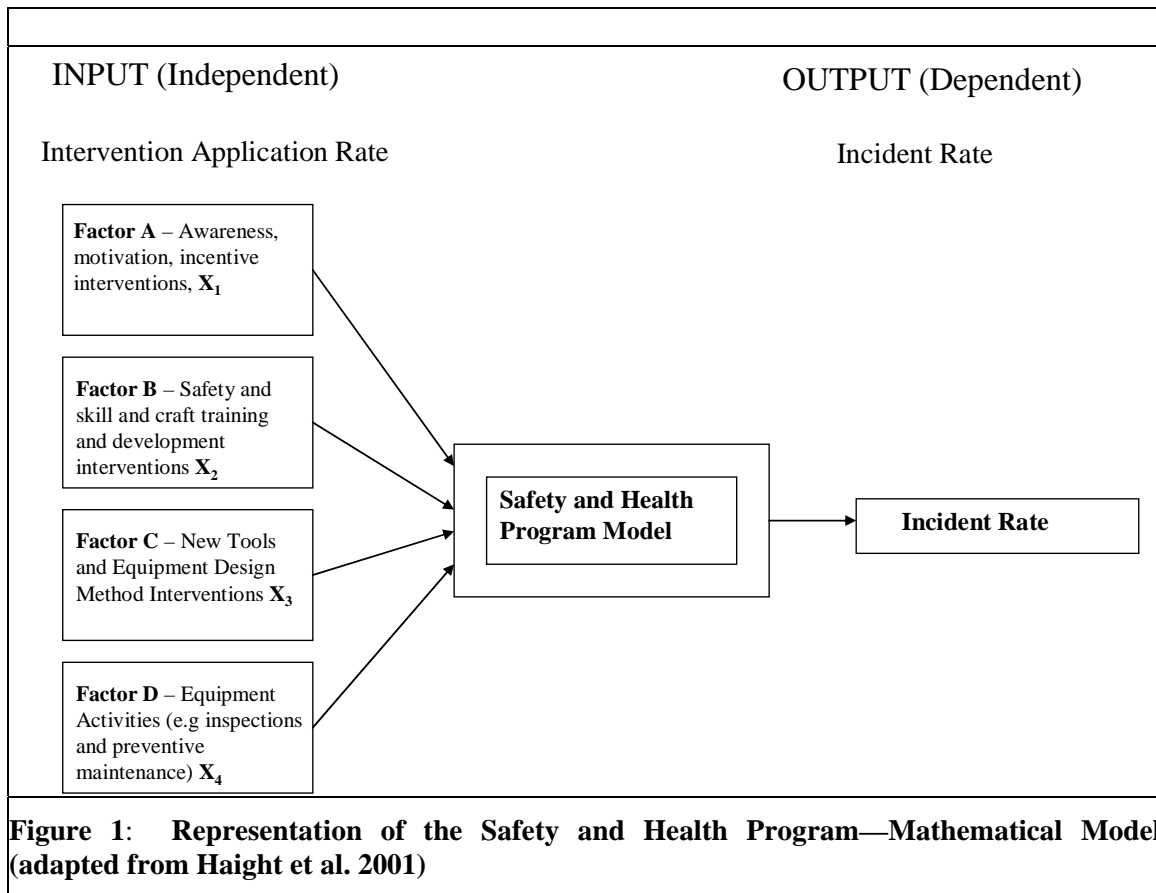 INPUT (Independent)
OUTPUT (Dependent)
Intervention Application Rate
Incident Rate
Factor A – Awareness,
motivation, incentive
interventions, X₁
Factor B – Safety and
skill and craft training
and development
interventions X₂
Factor C – New Tools
and Equipment Design
Method Interventions X₃
Factor D – Equipment
Activities (e.g inspections
and preventive
maintenance) X₄
Safety and Health
Program Model
Incident Rate
Figure 1: Representation of the Safety and Health Program—Mathematical Model
(adapted from Haight et al. 2001)